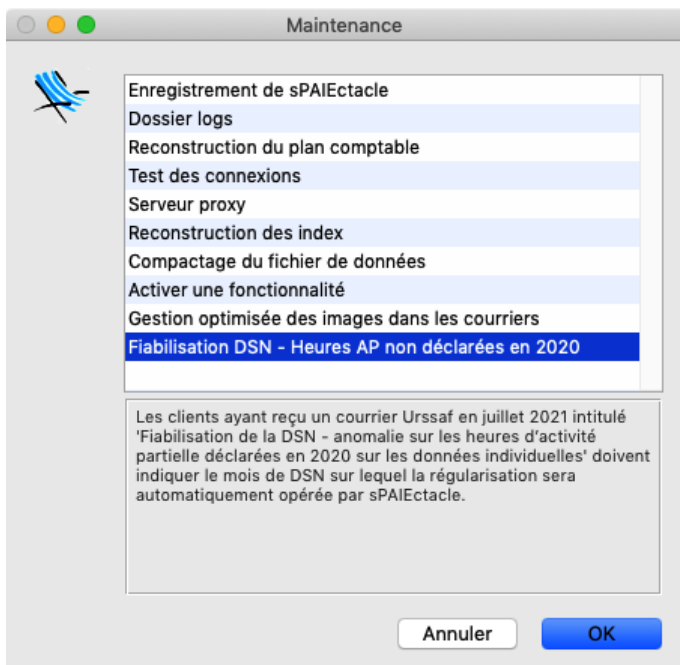 Maintenance
Enregistrement de sPAIEctacle
Dossier logs
Reconstruction du plan comptable
Test des connexions
Serveur proxy
Reconstruction des index
Compactage du fichier de données
Activer une fonctionnalité
Gestion optimisée des images dans les courriers
Fiabilisation DSN - Heures AP non déclarées en 2020
Les clients ayant reçu un courrier Urssaf en juillet 2021 intitulé
'Fiabilisation de la DSN - anomalie sur les heures d'activité
partielle déclarées en 2020 sur les données individuelles' doivent
indiquer le mois de DSN sur lequel la régularisation sera
automatiquement opérée par sPAIEctacle.
Annuler
OK